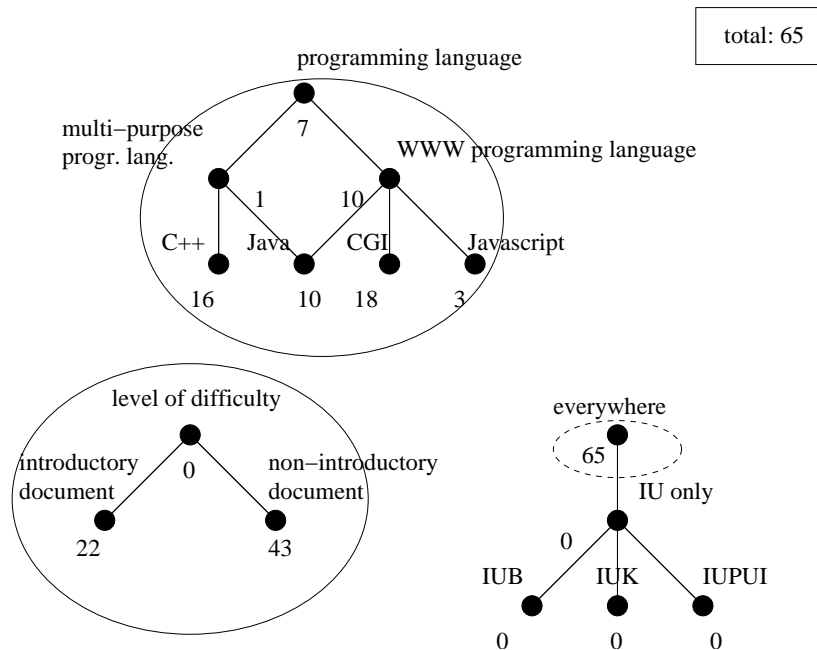 total: 65
programming language
multi−purpose
progr. lang.
7
WWW programming language
1
10
C++
Java
CGI
Javascript
16
10
18
3
level of difficulty
introductory
document
0
non−introductory
document
22
43
everywhere
65
IU only
0
IUB
IUK
IUPUI
0
0
0